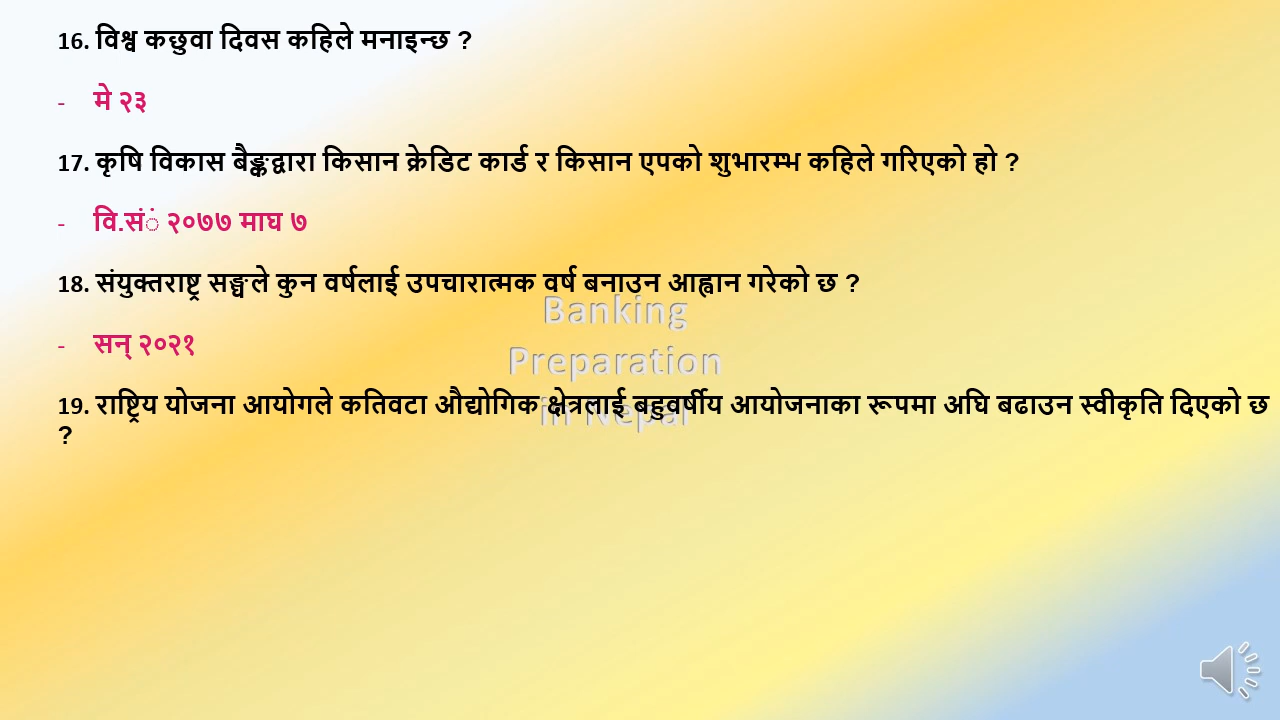 16. विश्व कछुवा दिवस कहिले मनाइन्छ ?
- मे २३
17. कृषि विकास बैङ्कद्वारा किसान क्रेडिट कार्ड र किसान एपको शुभारम्भ कहिले गरिएको हो ?
- वि.संं २०७७ माघ ७
18. संयुक्तराष्ट्र सङ्घले कुन वर्षलाई उपचारात्मक वर्ष बनाउन आह्वान गरेको छ ?
Banking
Preparation
in Nepal
- सन् २०२१
19. राष्ट्रिय योजना आयोगले कतिवटा औद्योगिक क्षेत्रलाई बहुवर्षीय आयोजनाका रूपमा अघि बढाउन स्वीकृति दिएको छ
?